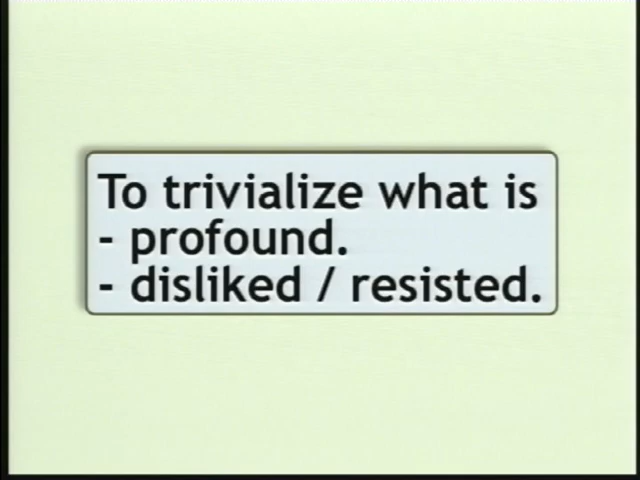 To trivialize what is
- profound.
- disliked / resisted.